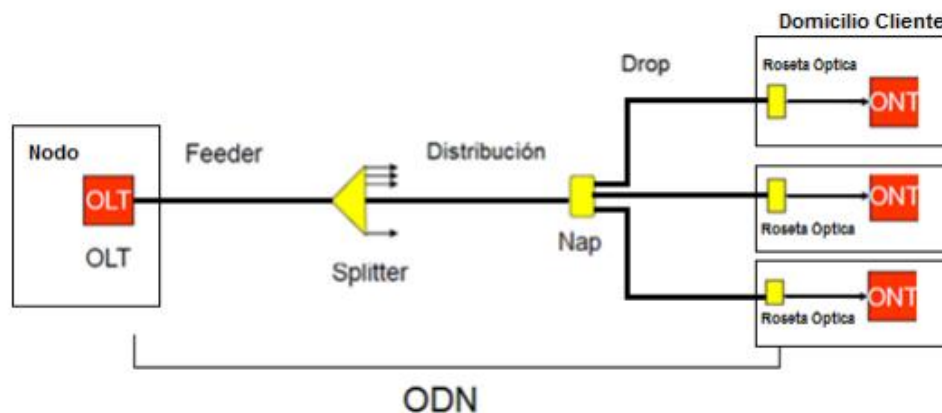 Domicilio Cliente
Roseta Óptica
ONT
Drop
Nodo
Feeder
Distribución
OLT
OLT
Splitter
Nap
ONT
Roseta Óptica
ONT
Roseta Óptica
ODN